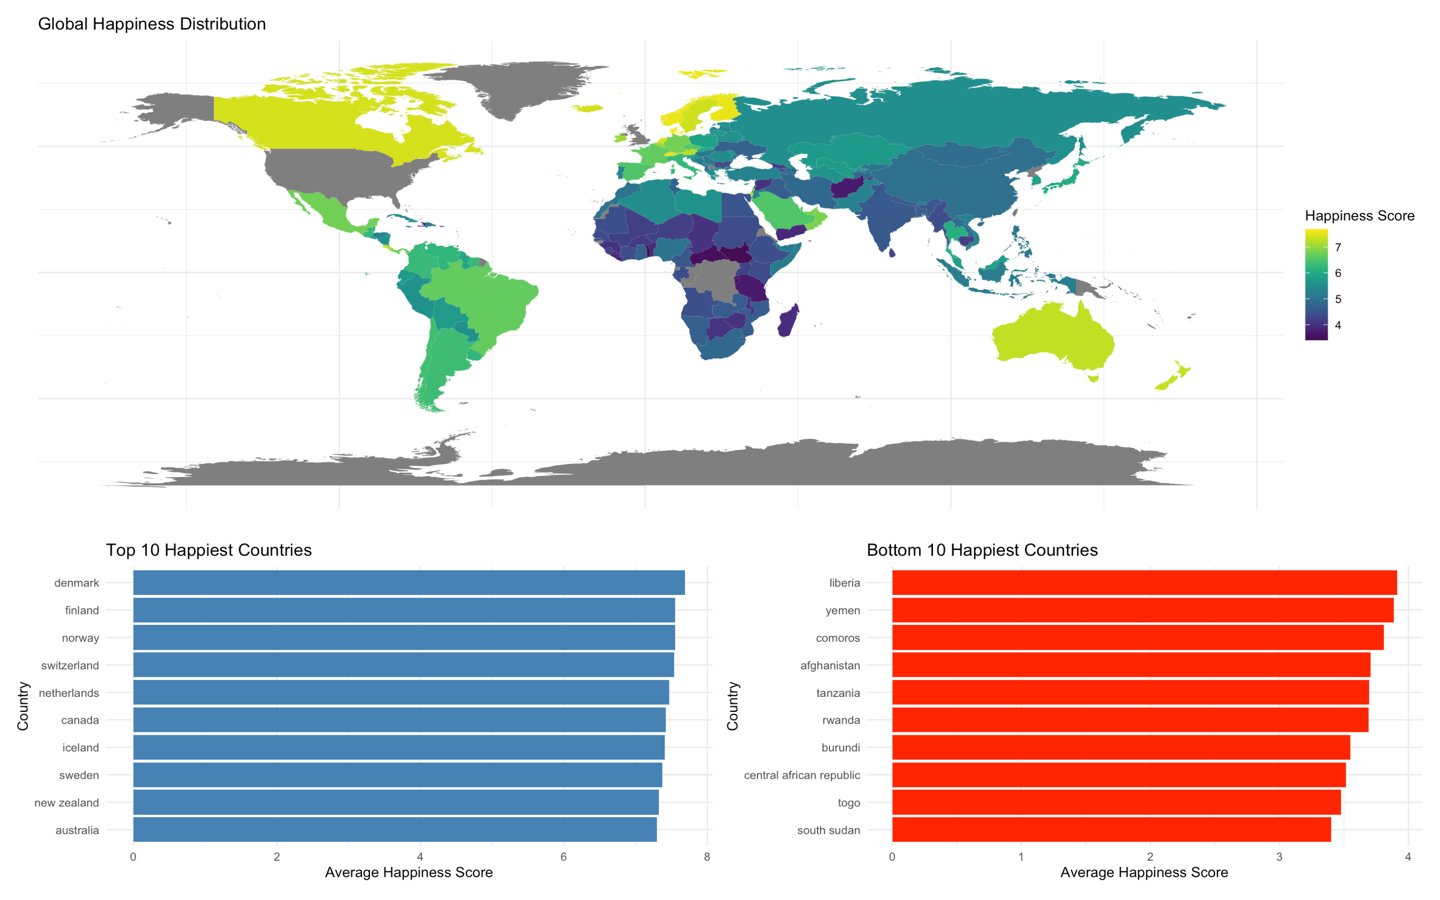 Global Happiness Distribution
Happiness Score
7
6
5
4
Top 10 Happiest Countries
Country
denmark
finland
norway
switzerland
netherlands
canada
iceland
sweden
new zealand
australia
0 2 4 6 8
Average Happiness Score
Bottom 10 Happiest Countries
Country
liberia
yemen
comoros
afghanistan
tanzania
rwanda
burundi
central african republic
togo
south sudan
0 1 2 3 4
Average Happiness Score